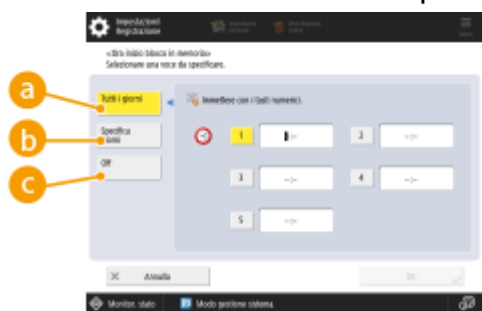 Impostazioni/
Registrazione
<Ora inizio blocco in memoria>
Selezionare una voce da specificare.
a
Tutti i giorni
Immettere con i tasti numerici.
b
Specifica
giorni
c
Off
1
--:--
2
--:--
3
--:--
4
--:--
5
--:--
Annulla
OK
Monitor. stato
Modo gestione sistema.